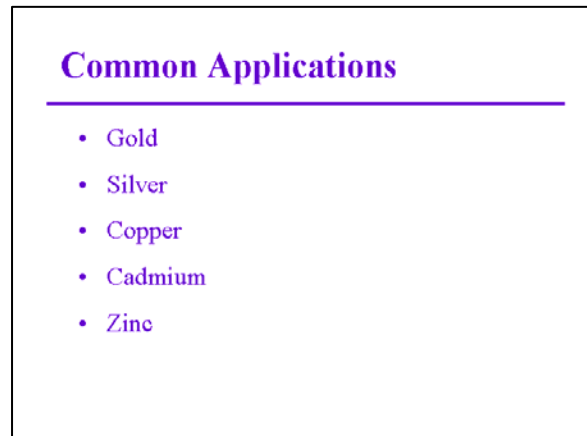 Common Applications
• Gold
• Silver
• Copper
• Cadmium
• Zinc